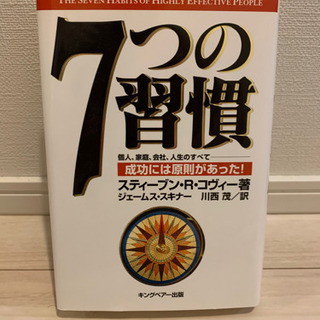 THE SEVEN HABITS OF HIGHLY EFFECTIVE PEOPLE
7つの
習慣
個人、家庭、会社、人生のすべて
成功には原則があった!
スティーブン・R・コヴィー著
ジェームス・スキナー 川西 茂/訳
キングベアー出版